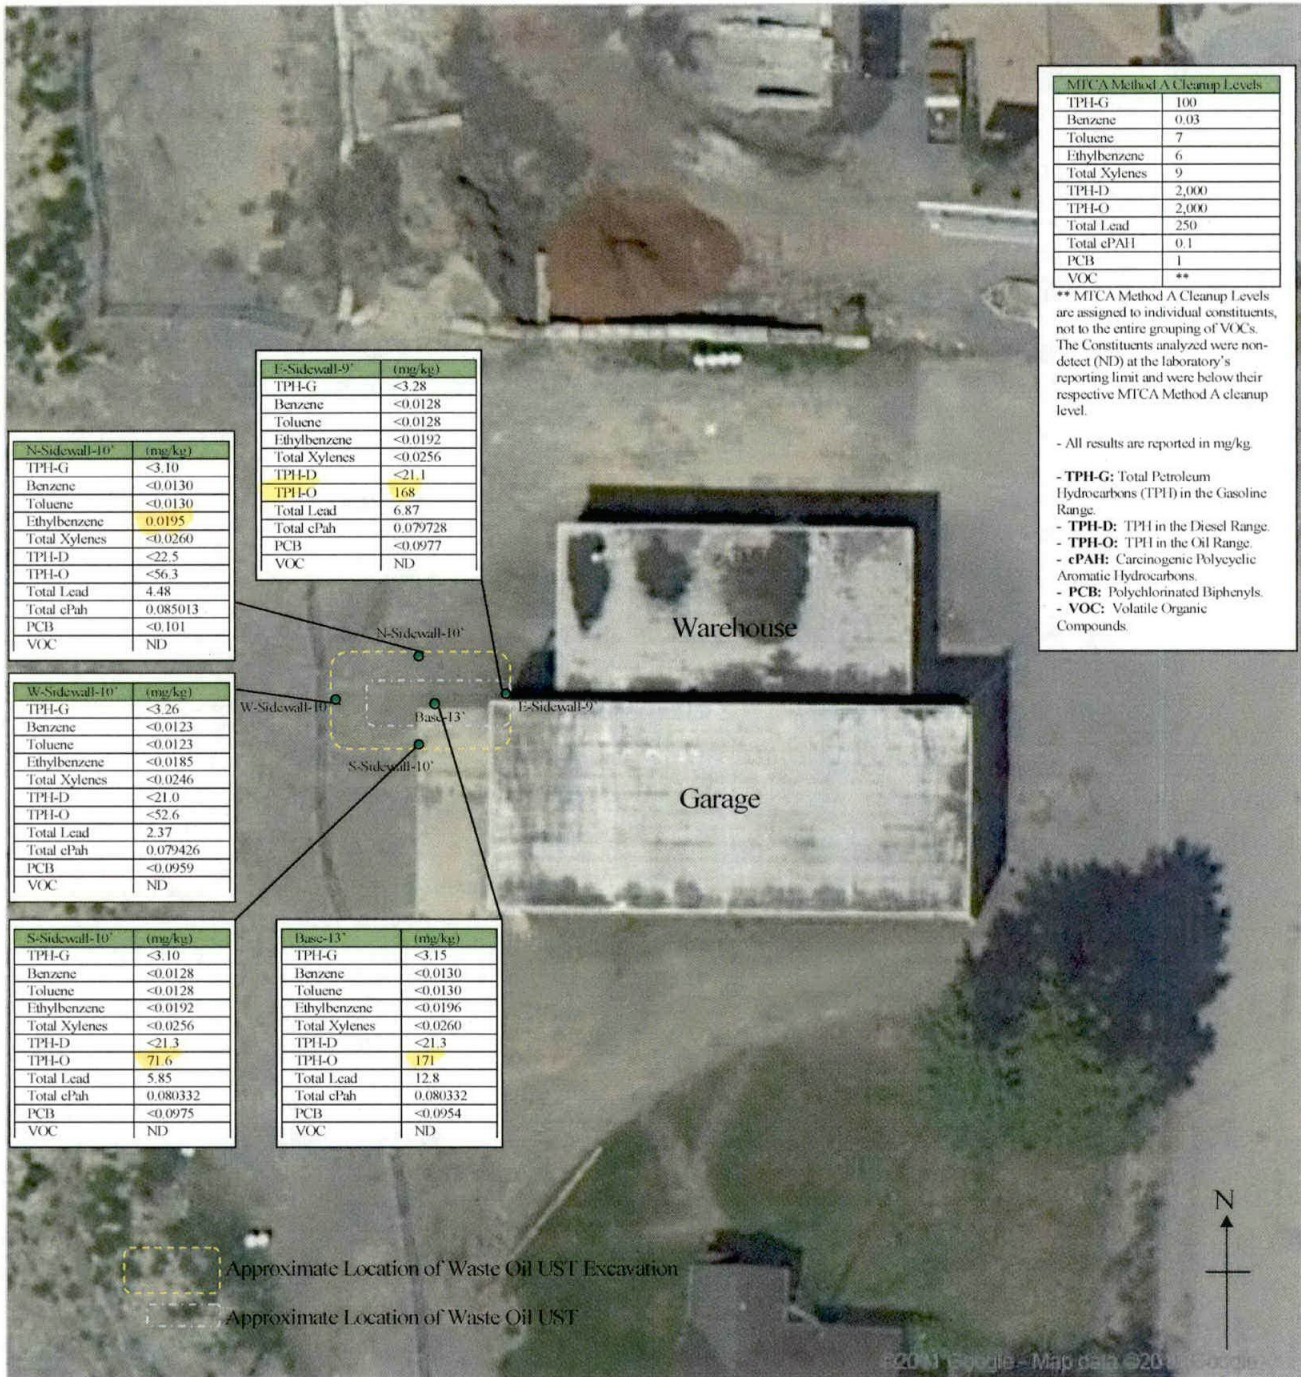 MTCA Method A Cleanup Levels
TPH-G 100
Benzene 0.03
Toluene 7
Ethylbenzene 6
Total Xylenes 9
TPH-D 2,000
TPH-O 2,000
Total Lead 250
Total cPAH 0.1
PCB 1
VOC **
** MTCA Method A Cleanup Levels
are assigned to individual constituents,
not to the entire grouping of VOCs.
The Constituents analyzed were non-
detect (ND) at the laboratory's
reporting limit and were below their
respective MTCA Method A cleanup
level.
- All results are reported in mg/kg.
- TPH-G: Total Petroleum
Hydrocarbons (TPH) in the Gasoline
Range.
- TPH-D: TPH in the Diesel Range.
- TPH-O: TPH in the Oil Range.
- cPAH: Carcinogenic Polycyclic
Aromatic Hydrocarbons.
- PCB: Polychlorinated Biphenyls.
- VOC: Volatile Organic
Compounds.
E-Sidewall-9' (mg/kg)
TPH-G <3.28
Benzene <0.0128
Toluene <0.0128
Ethylbenzene <0.0192
Total Xylenes <0.0256
TPH-D <21.1
TPH-O 168
Total Lead 6.87
Total cPah 0.079728
PCB <0.0977
VOC ND
N-Sidewall-10' (mg/kg)
TPH-G <3.10
Benzene <0.0130
Toluene <0.0130
Ethylbenzene 0.0195
Total Xylenes <0.0260
TPH-D <22.5
TPH-O <56.3
Total Lead 4.48
Total cPah 0.085013
PCB <0.101
VOC ND
W-Sidewall-10' (mg/kg)
TPH-G <3.26
Benzene <0.0123
Toluene <0.0123
Ethylbenzene <0.0185
Total Xylenes <0.0246
TPH-D <21.0
TPH-O <52.6
Total Lead 2.37
Total cPah 0.079426
PCB <0.0959
VOC ND
N-Sidewall-10'
W-Sidewall-10'
Base-13'
E-Sidewall-9'
S-Sidewall-10'
Warehouse
Garage
S-Sidewall-10' (mg/kg)
TPH-G <3.10
Benzene <0.0128
Toluene <0.0128
Ethylbenzene <0.0192
Total Xylenes <0.0256
TPH-D <21.3
TPH-O 71.6
Total Lead 5.85
Total cPah 0.080332
PCB <0.0975
VOC ND
Base-13' (mg/kg)
TPH-G <3.15
Benzene <0.0130
Toluene <0.0130
Ethylbenzene <0.0196
Total Xylenes <0.0260
TPH-D <21.3
TPH-O 171
Total Lead 12.8
Total cPah 0.080332
PCB <0.0954
VOC ND
N
Approximate Location of Waste Oil UST Excavation
Approximate Location of Waste Oil UST
Google - Map data